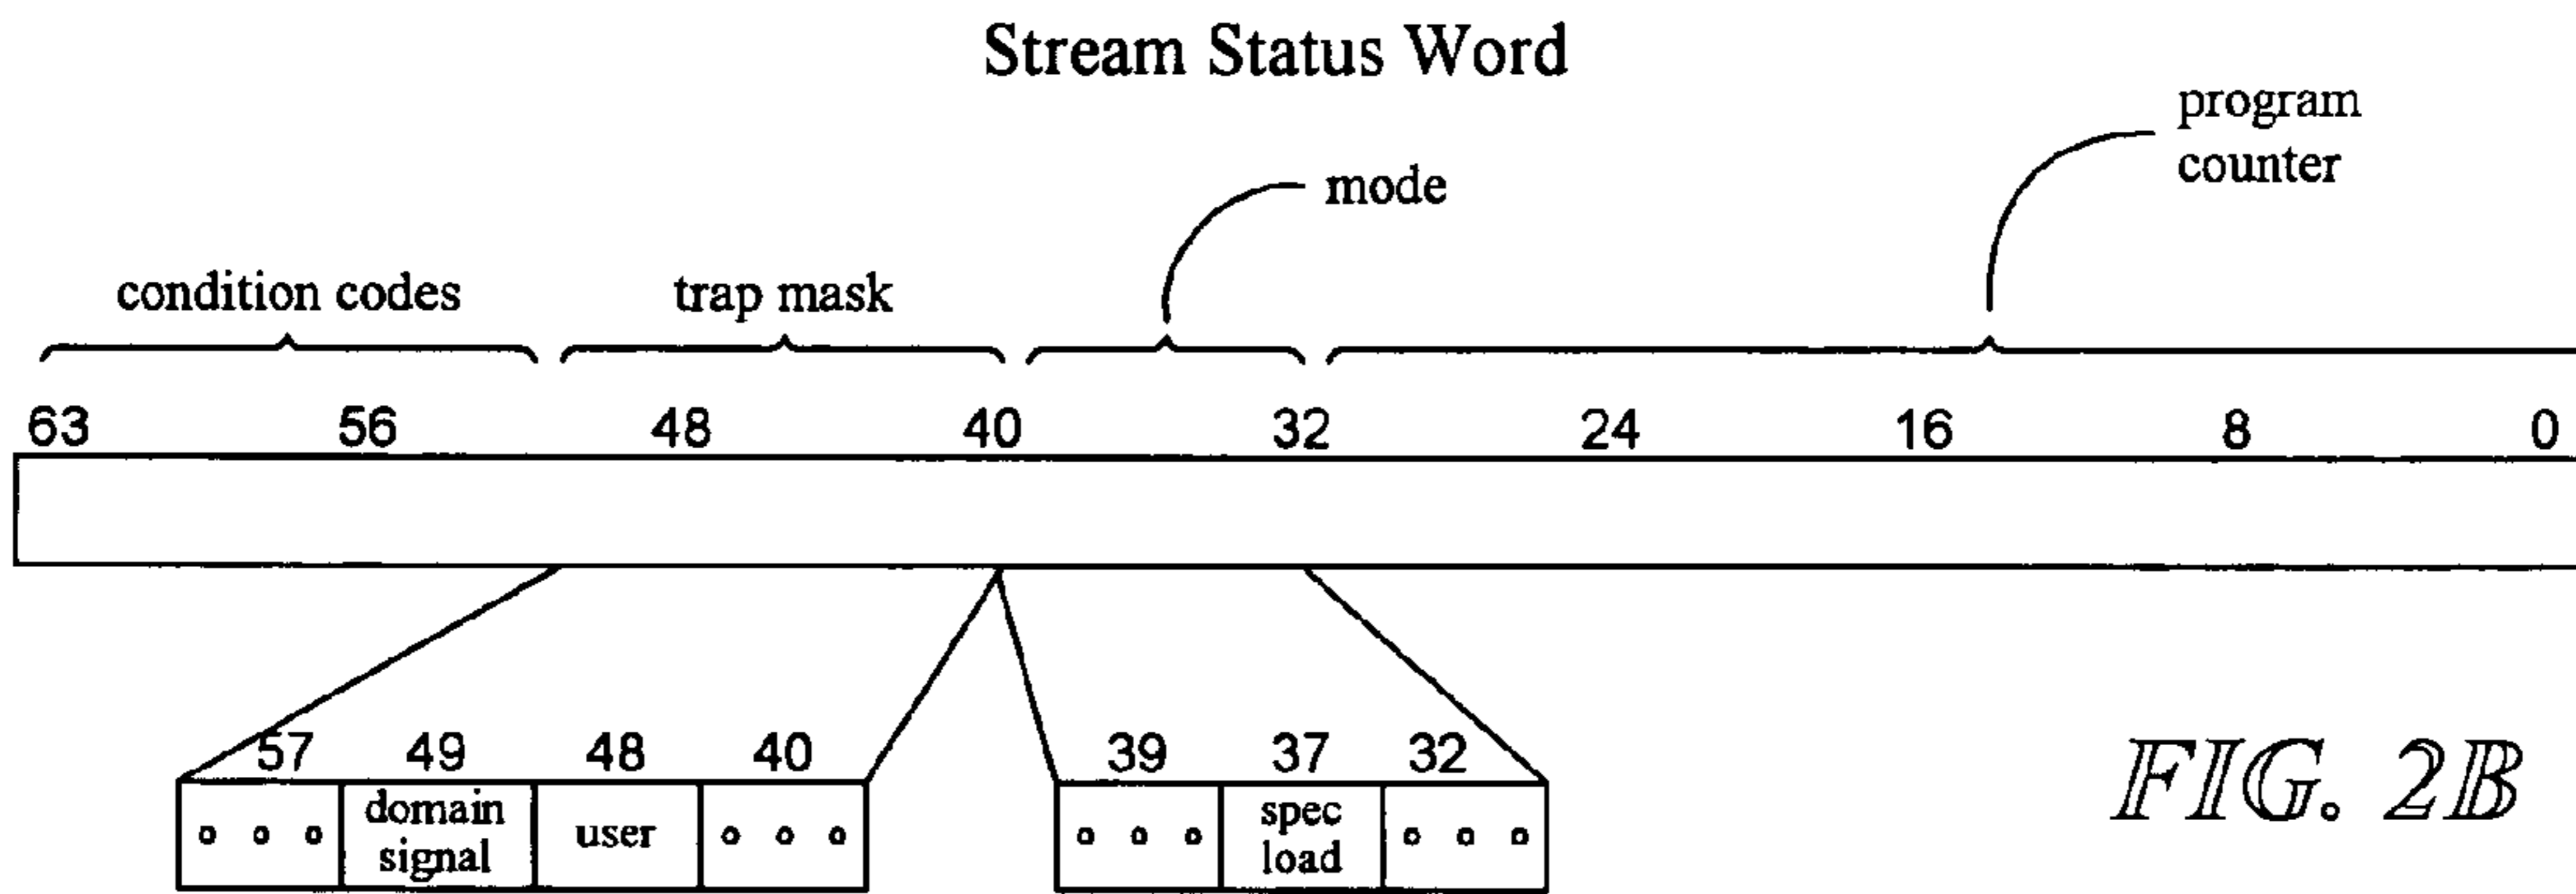 Stream Status Word
program
counter
mode
condition codes
trap mask
63 56 48 40 32 24 16 8 0
57 49 48 40
domain
signal
user
39 37 32
spec
load
FIG. 2B